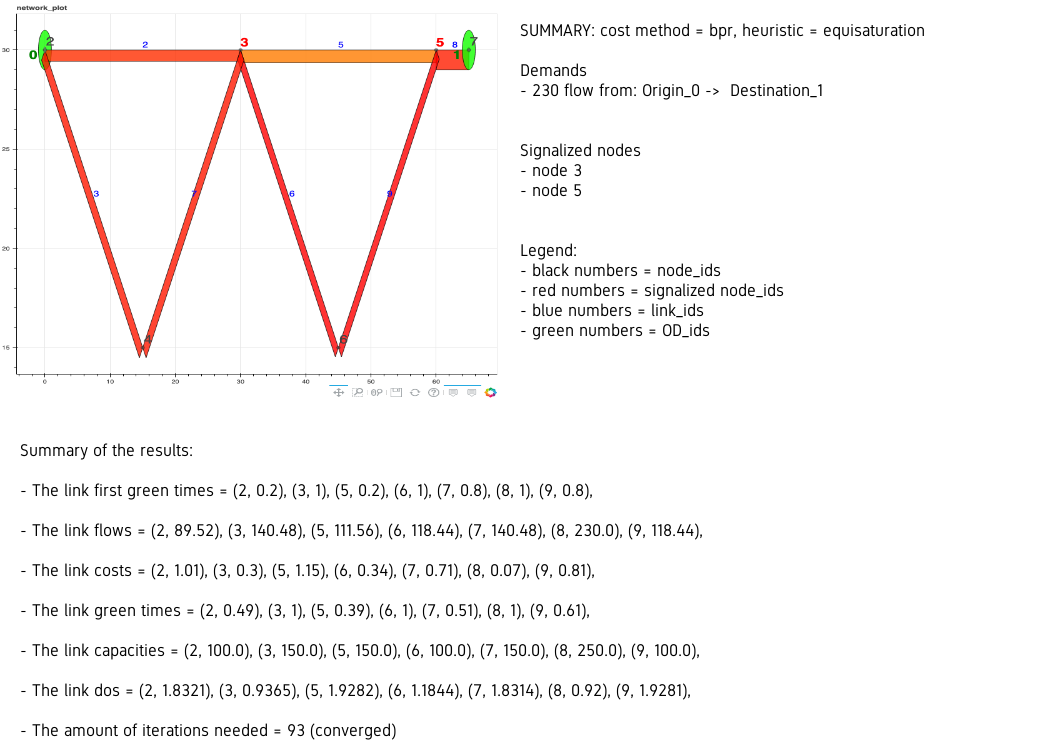 network_plot
SUMMARY: cost method = bpr, heuristic = equisaturation
Demands
- 230 flow from: Origin_0 -> Destination_1
Signalized nodes
- node 3
- node 5
Legend:
- black numbers = node_ids
- red numbers = signalized node_ids
- blue numbers = link_ids
- green numbers = OD_ids
30
25
20
15
0 10 20 30 40 50 60
0 2 2 3 5 5 8 1 7
3 7 6 9
4 6
Summary of the results:
- The link first green times = (2, 0.2), (3, 1), (5, 0.2), (6, 1), (7, 0.8), (8, 1), (9, 0.8),
- The link flows = (2, 89.52), (3, 140.48), (5, 111.56), (6, 118.44), (7, 140.48), (8, 230.0), (9, 118.44),
- The link costs = (2, 1.01), (3, 0.3), (5, 1.15), (6, 0.34), (7, 0.71), (8, 0.07), (9, 0.81),
- The link green times = (2, 0.49), (3, 1), (5, 0.39), (6, 1), (7, 0.51), (8, 1), (9, 0.61),
- The link capacities = (2, 100.0), (3, 150.0), (5, 150.0), (6, 100.0), (7, 150.0), (8, 250.0), (9, 100.0),
- The link dos = (2, 1.8321), (3, 0.9365), (5, 1.9282), (6, 1.1844), (7, 1.8314), (8, 0.92), (9, 1.9281),
- The amount of iterations needed = 93 (converged)